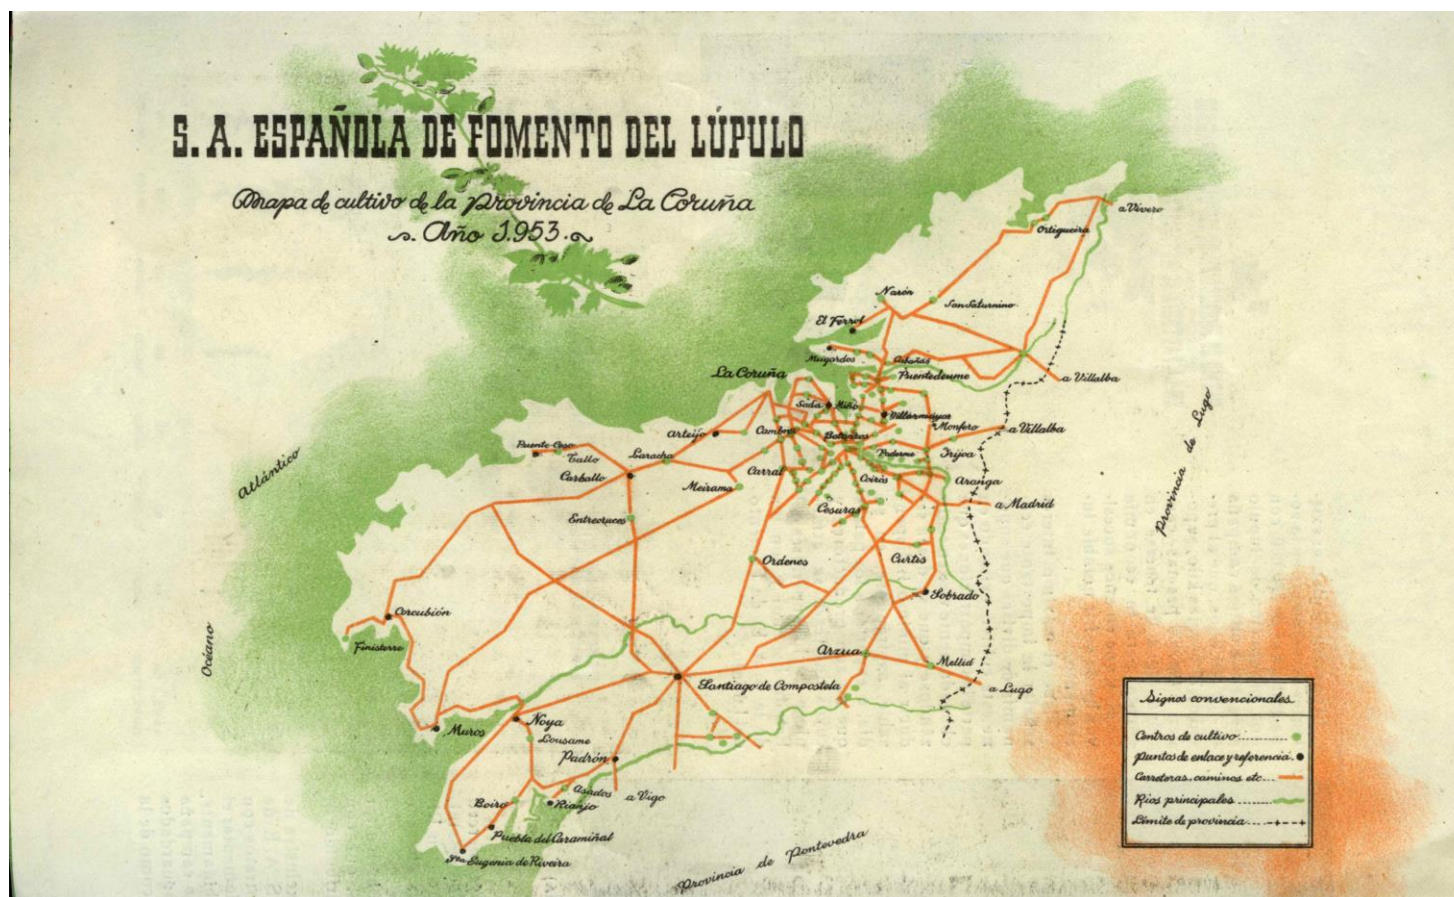 S. A. ESPAÑOLA DE FOMENTO DEL LÚPULO
Mapa de cultivo de la Provincia de La Coruña
Año 1.953.
a Vivero
Ortigueira
Narón
San Saturnino
El Ferrol
Mugardos
Cabañas
Puentedeume
a Villalba
La Coruña
Sada
Miño
Villarmayor
Monfero
a Villalba
Arteijo
Cambre
Betanzos
Paderne
Irijoa
Puente-Ceso
Tallo
Laracha
Carballo
Meirama
Carral
Coirós
Aranga
Cesuras
a Madrid
Entrecruces
Ordenes
Curtis
Sobrado
Corcubión
Finisterre
Arzua
Mellid
a Lugo
Santiago de Compostela
Muros
Noya
Lousame
Padrón
Asados
a Vigo
Boiro
Rianjo
Puebla del Caramiñal
Sta Eugenia de Riveira
Océano
Atlántico
Provincia de Lugo
Provincia de Pontevedra
Signos convencionales
Centros de cultivo
Puntos de enlace y referencia
Carreteras, caminos etc.
Rios principales
Límite de provincia